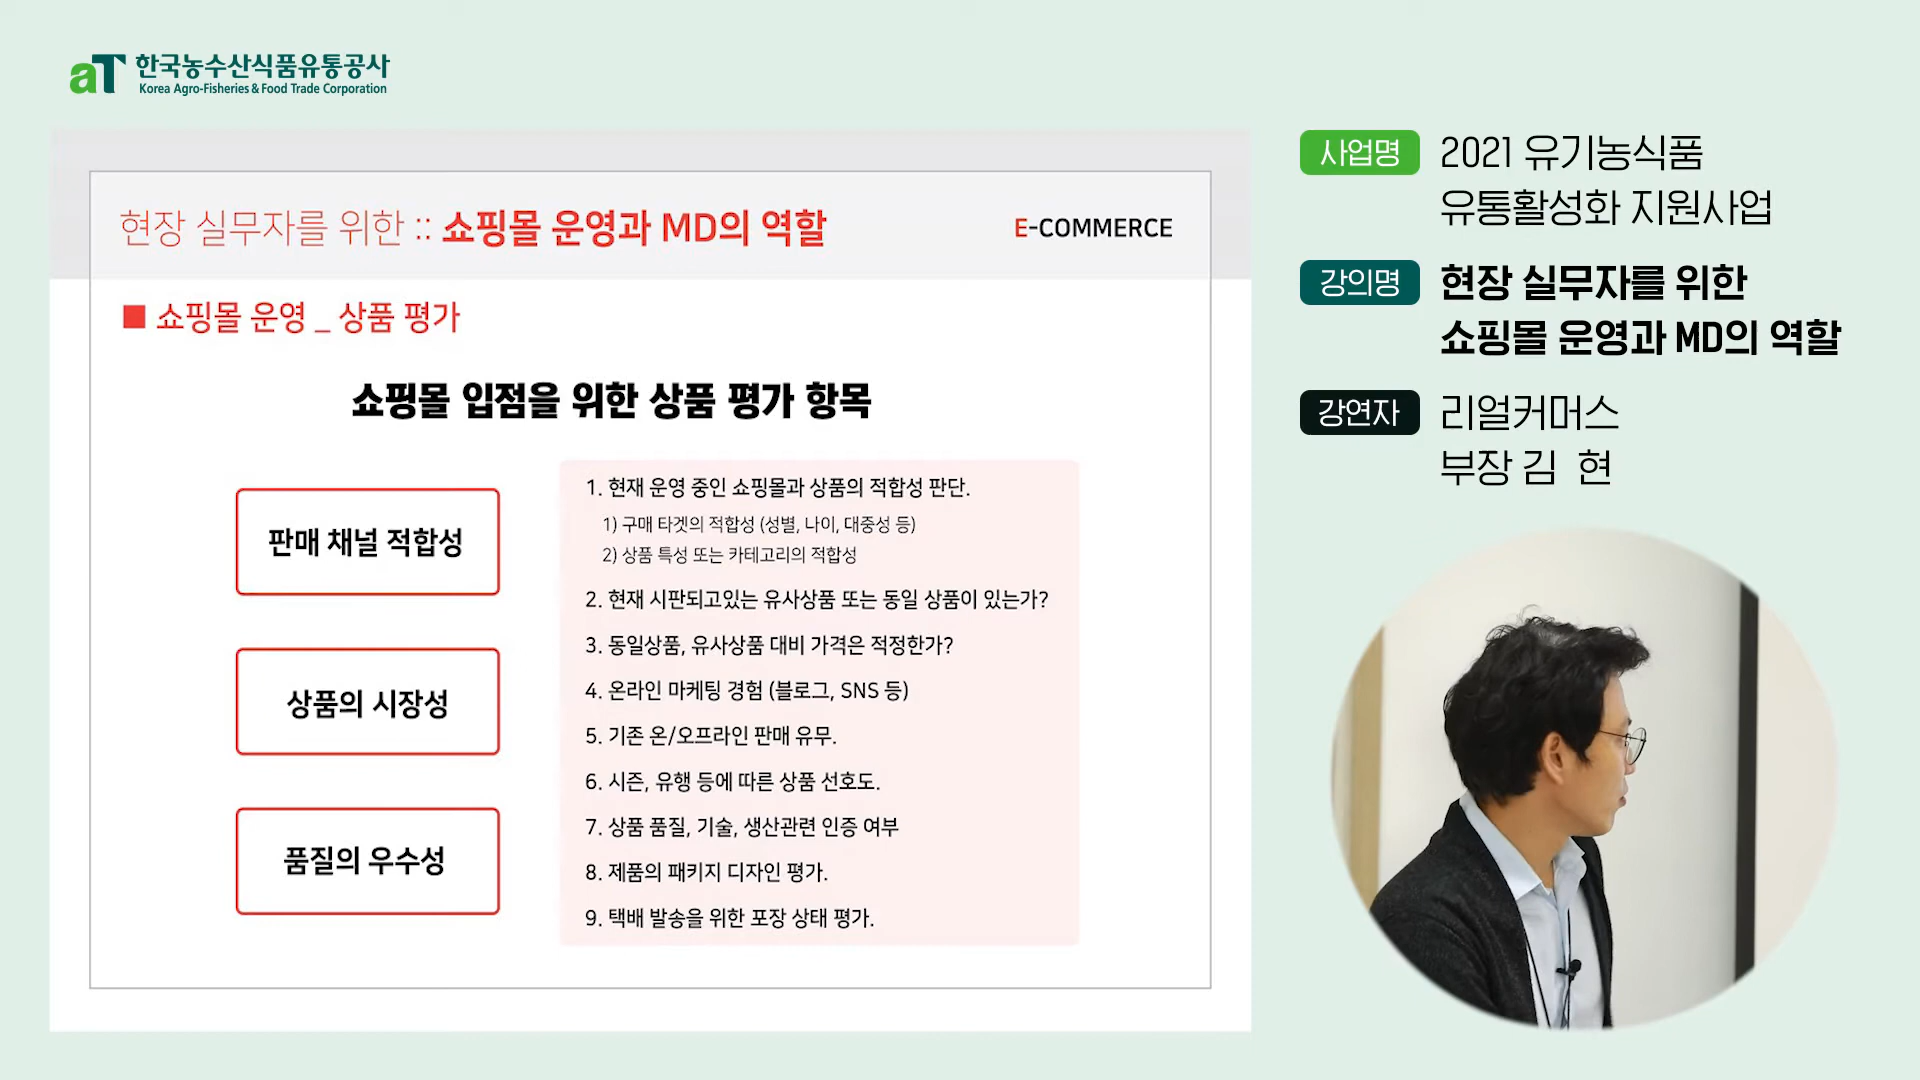 aT 한국농수산식품유통공사
Korea Agro-Fisheries & Food Trade Corporation
현장 실무자를 위한 :: 쇼핑몰 운영과 MD의 역할
E-COMMERCE
■ 쇼핑몰 운영 _ 상품 평가
쇼핑몰 입점을 위한 상품 평가 항목
판매 채널 적합성
상품의 시장성
품질의 우수성
1. 현재 운영 중인 쇼핑몰과 상품의 적합성 판단.
1) 구매 타겟의 적합성 (성별, 나이, 대중성 등)
2) 상품 특성 또는 카테고리의 적합성
2. 현재 시판되고있는 유사상품 또는 동일 상품이 있는가?
3. 동일상품, 유사상품 대비 가격은 적정한가?
4. 온라인 마케팅 경험 (블로그, SNS 등)
5. 기존 온/오프라인 판매 유무.
6. 시즌, 유행 등에 따른 상품 선호도.
7. 상품 품질, 기술, 생산관련 인증 여부
8. 제품의 패키지 디자인 평가.
9. 택배 발송을 위한 포장 상태 평가.
사업명 2021 유기농식품
유통활성화 지원사업
강의명 현장 실무자를 위한
쇼핑몰 운영과 MD의 역할
강연자 리얼커머스
부장 김 현